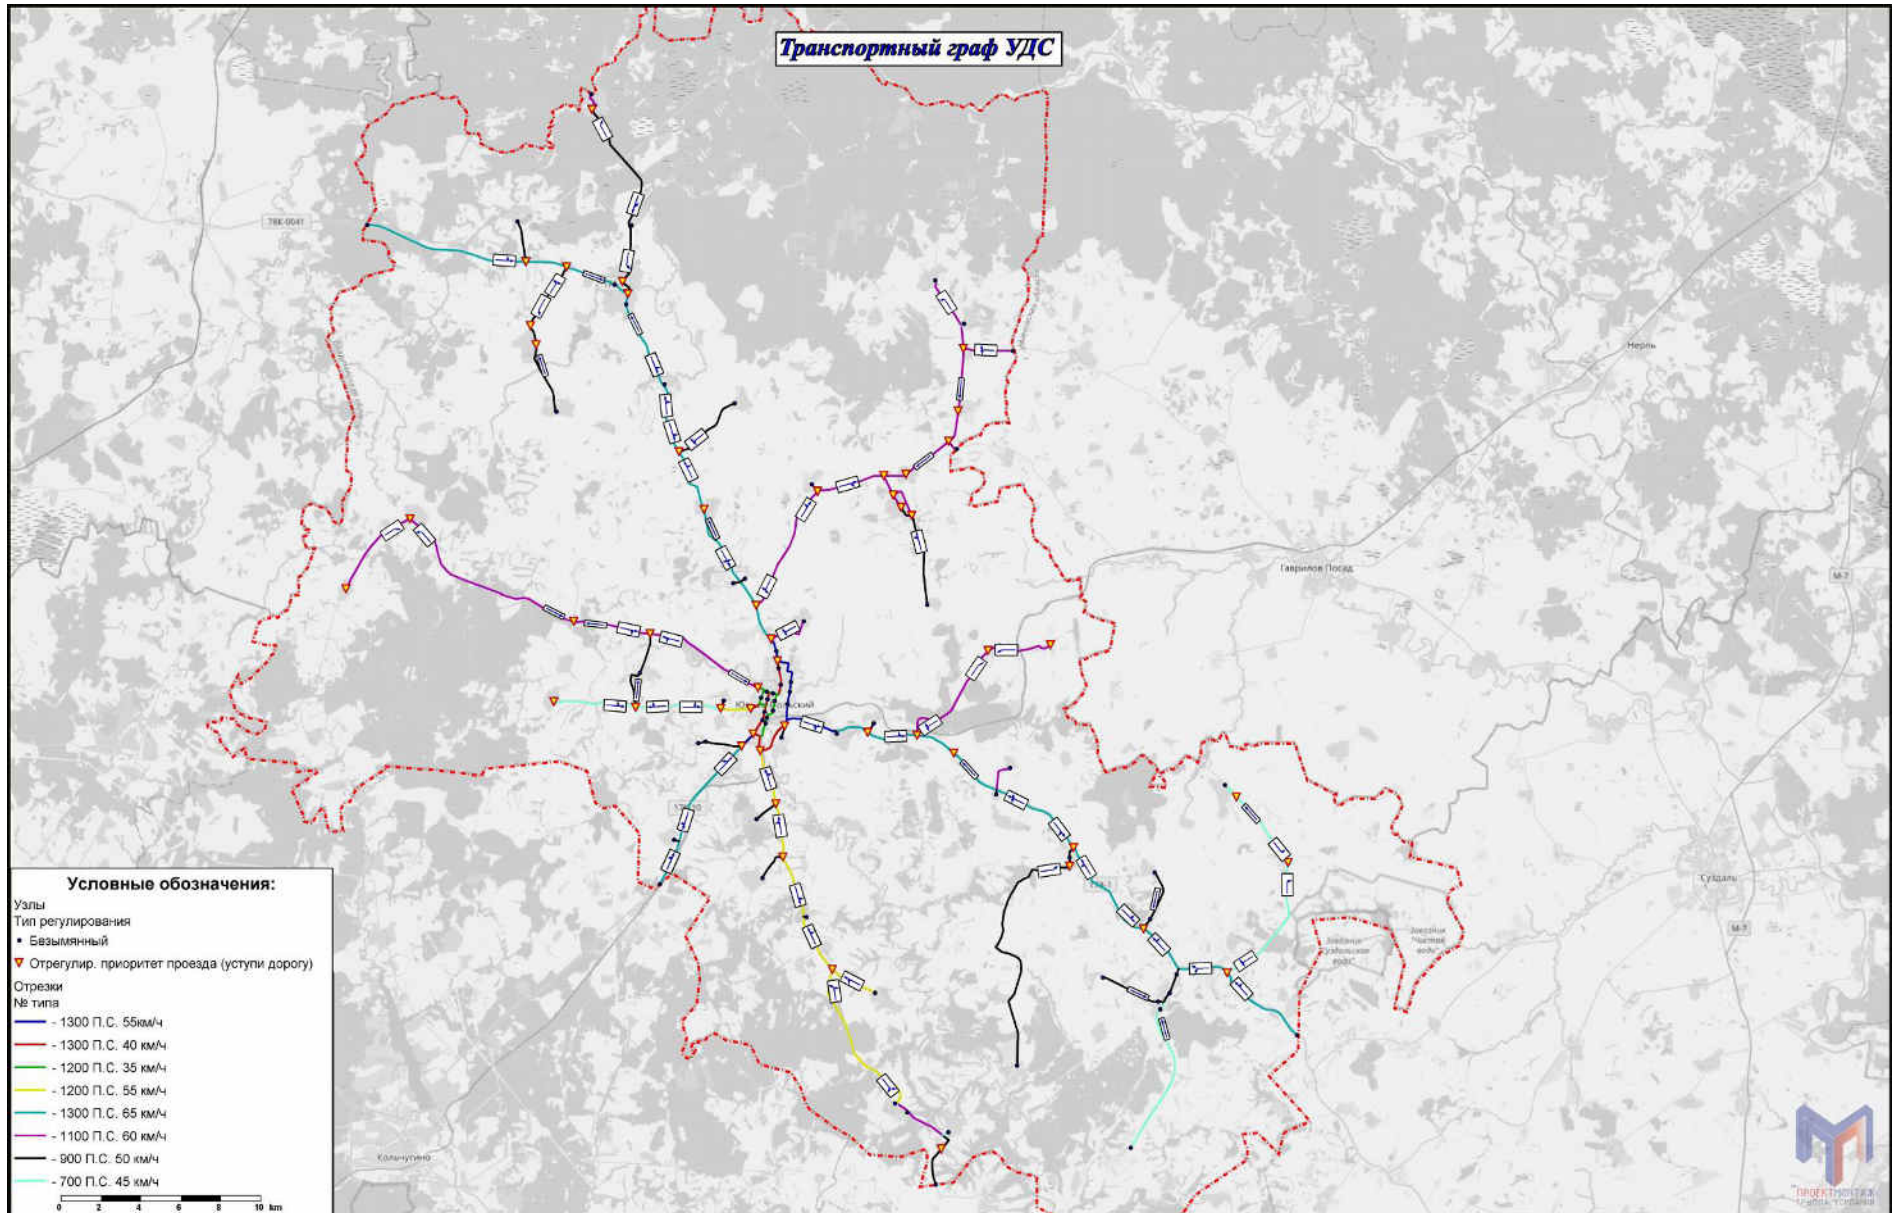 Транспортный граф УДС
78К-0041
Нерль
Гаврилов Посад
М-7
Суздаль
М-7
Кольчугино
Условные обозначения:
Узлы
Тип регулирования
Безымянный
Отрегулир. приоритет проезда (уступи дорогу)
Отрезки
№ типа
- 1300 П.С. 55км/ч
- 1300 П.С. 40 км/ч
- 1200 П.С. 35 км/ч
- 1200 П.С. 55 км/ч
- 1300 П.С. 65 км/ч
- 1100 П.С. 60 км/ч
- 900 П.С. 50 км/ч
- 700 П.С. 45 км/ч
0 2 4 6 8 10 km